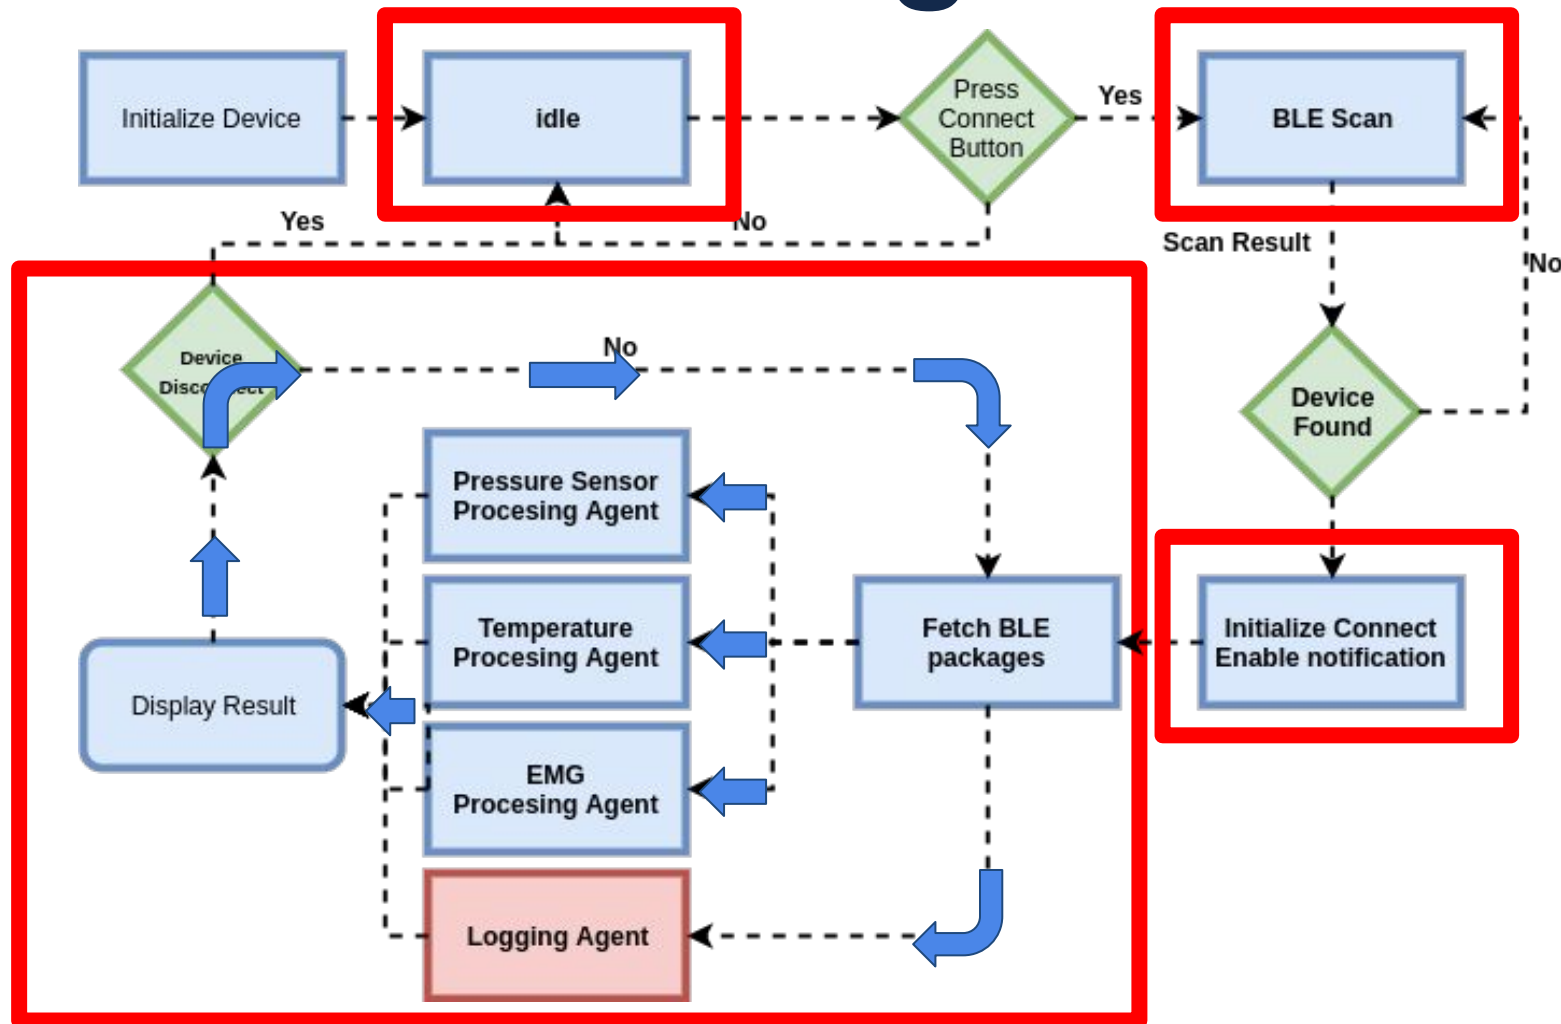 Initialize Device
idle
Press
Connect
Button
Yes
BLE Scan
Yes
No
Scan Result
No
Device
No
Device
Found
Pressure Sensor
Procesing Agent
Temperature
Procesing Agent
Fetch BLE
packages
Initialize Connect
Enable notification
Display Result
EMG
Procesing Agent
Logging Agent